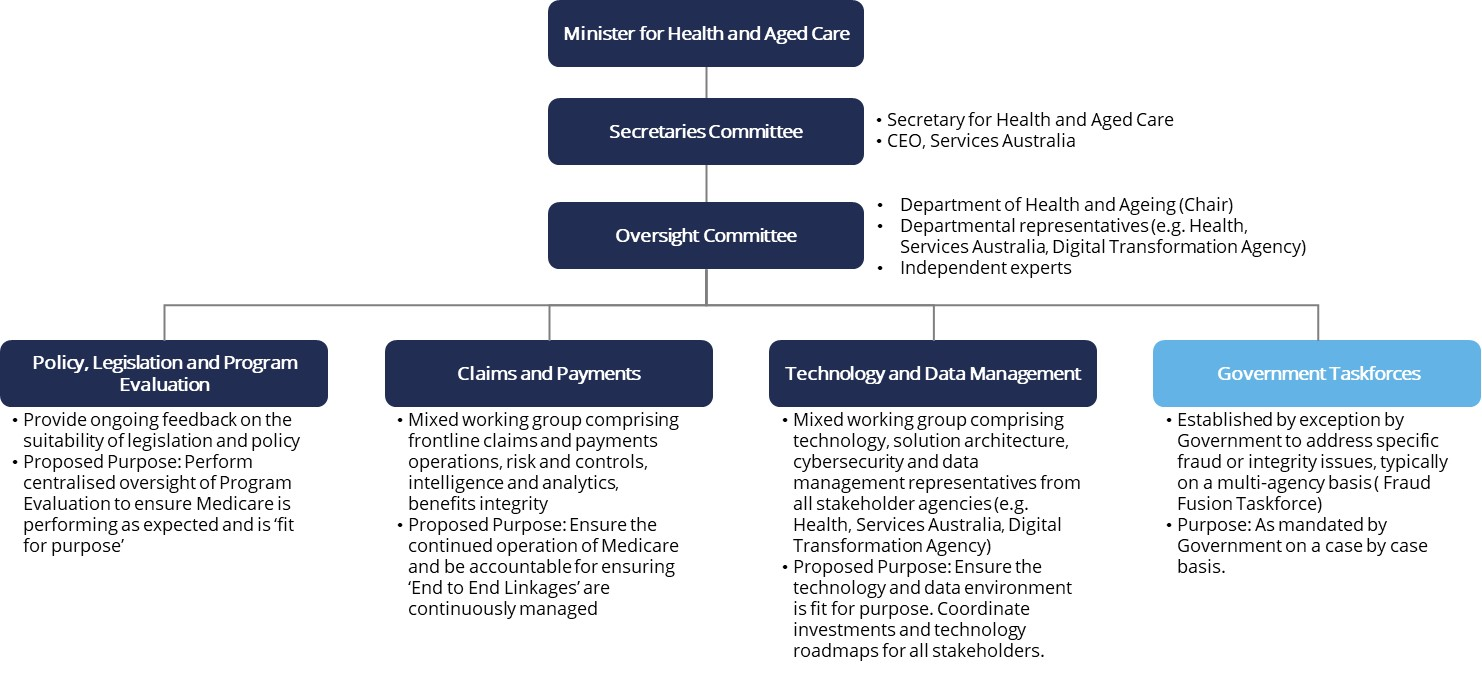 Minister for Health and Aged Care
Secretaries Committee
• Secretary for Health and Aged Care
• CEO, Services Australia
Oversight Committee
• Department of Health and Ageing (Chair)
• Departmental representatives (e.g. Health,
Services Australia, Digital Transformation Agency)
• Independent experts
Policy, Legislation and Program
Evaluation
• Provide ongoing feedback on the
suitability of legislation and policy
• Proposed Purpose: Perform
centralised oversight of Program
Evaluation to ensure Medicare is
performing as expected and is ‘fit
for purpose’
Claims and Payments
• Mixed working group comprising
frontline claims and payments
operations, risk and controls,
intelligence and analytics,
benefits integrity
• Proposed Purpose: Ensure the
continued operation of Medicare
and be accountable for ensuring
‘End to End Linkages’ are
continuously managed
Technology and Data Management
• Mixed working group comprising
technology, solution architecture,
cybersecurity and data
management representatives from
all stakeholder agencies (e.g.
Health, Services Australia, Digital
Transformation Agency)
• Proposed Purpose: Ensure the
technology and data environment
is fit for purpose. Coordinate
investments and technology
roadmaps for all stakeholders.
Government Taskforces
• Established by exception by
Government to address specific
fraud or integrity issues, typically
on a multi-agency basis ( Fraud
Fusion Taskforce)
• Purpose: As mandated by
Government on a case by case
basis.